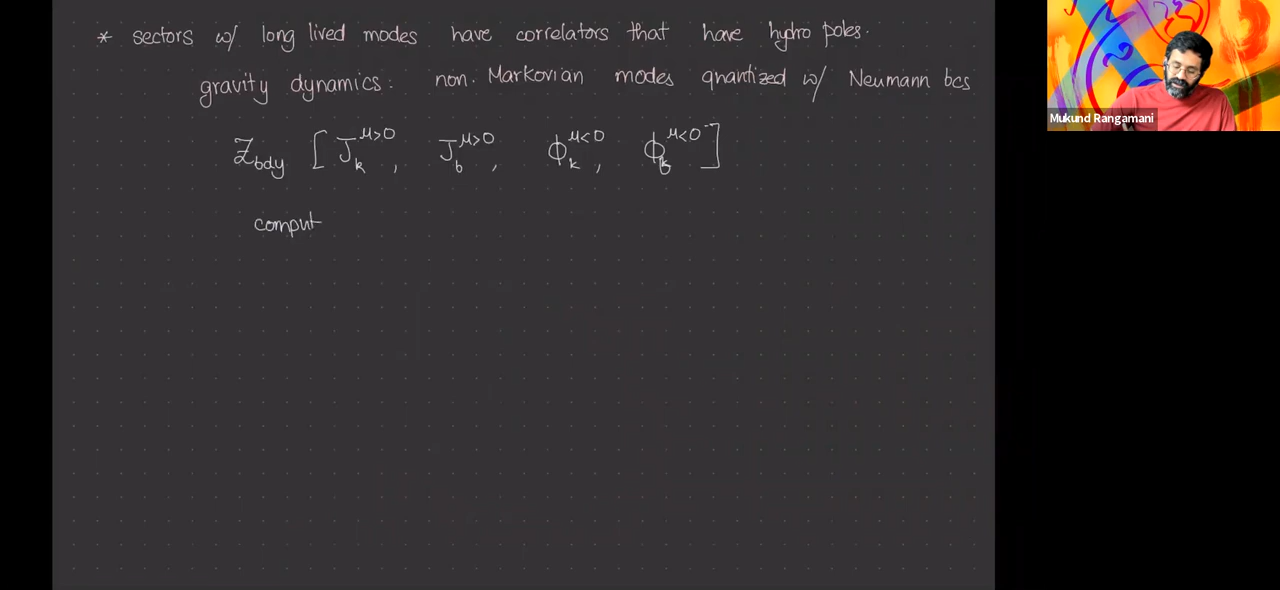 * sectors w/ long lived modes have correlators that have hydro poles.
gravity dynamics: non. Markovian modes quantized w/ Neumann bcs
Z_bdy [ J_k^{μ>0}, J_b^{μ>0}, Φ_k^{μ<0}, Φ_b^{μ<0} ]
comput
Mukund Rangamani